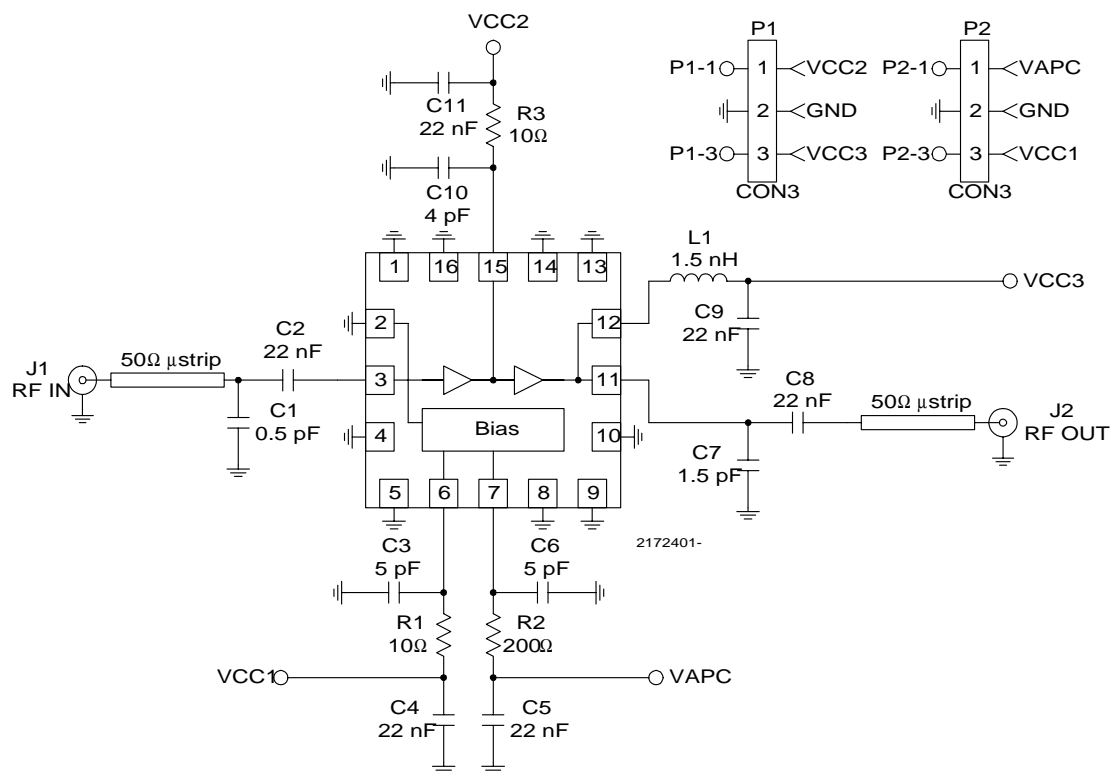 VCC2
P1
P2
P1-1 1 VCC2
P2-1 1 VAPC
2 GND
2 GND
P1-3 3 VCC3
P2-3 3 VCC1
CON3
CON3
C11
22 nF
R3
10Ω
C10
4 pF
1 16 15 14 13
L1
1.5 nH
VCC3
2
12
C9
22 nF
J1
RF IN
50Ω µstrip
C2
22 nF
3
11
C1
0.5 pF
C8
22 nF
50Ω µstrip
J2
RF OUT
4
Bias
10
C7
1.5 pF
5 6 7 8 9
2172401-
C3
5 pF
C6
5 pF
R1
10Ω
R2
200Ω
VCC1
VAPC
C4
22 nF
C5
22 nF